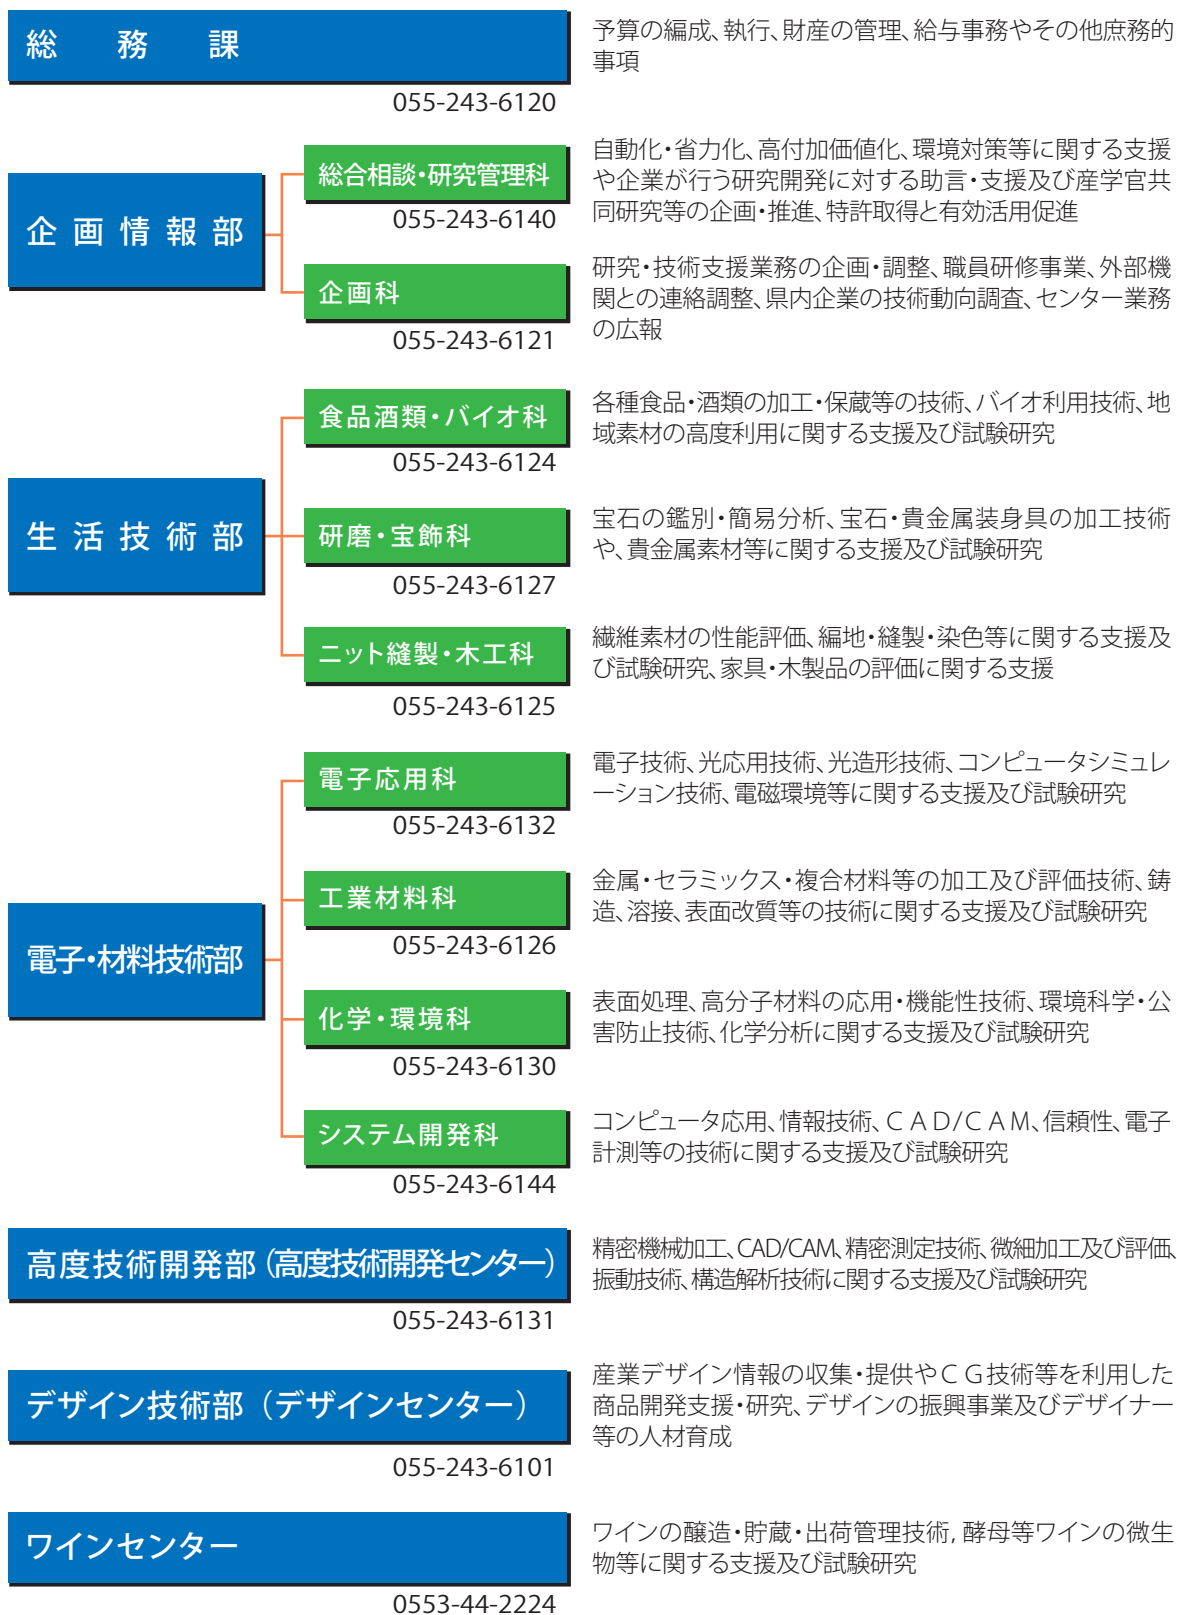 総務課
予算の編成、執行、財産の管理、給与事務やその他庶務的
事項
055-243-6120
企画情報部
総合相談・研究管理科
055-243-6140
自動化・省力化、高付加価値化、環境対策等に関する支援
や企業が行う研究開発に対する助言・支援及び産学官共
同研究等の企画・推進、特許取得と有効活用促進
企画科
055-243-6121
研究・技術支援業務の企画・調整、職員研修事業、外部機
関との連絡調整、県内企業の技術動向調査、センター業務
の広報
生活技術部
食品酒類・バイオ科
055-243-6124
各種食品・酒類の加工・保蔵等の技術、バイオ利用技術、地
域素材の高度利用に関する支援及び試験研究
研磨・宝飾科
055-243-6127
宝石の鑑別・簡易分析、宝石・貴金属装身具の加工技術
や、貴金属素材等に関する支援及び試験研究
ニット縫製・木工科
055-243-6125
繊維素材の性能評価、編地・縫製・染色等に関する支援及
び試験研究、家具・木製品の評価に関する支援
電子・材料技術部
電子応用科
055-243-6132
電子技術、光応用技術、光造形技術、コンピュータシミュレ
ーション技術、電磁環境等に関する支援及び試験研究
工業材料科
055-243-6126
金属・セラミックス・複合材料等の加工及び評価技術、鋳
造、溶接、表面改質等の技術に関する支援及び試験研究
化学・環境科
055-243-6130
表面処理、高分子材料の応用・機能性技術、環境科学・公
害防止技術、化学分析に関する支援及び試験研究
システム開発科
055-243-6144
コンピュータ応用、情報技術、ＣＡＤ/ＣＡＭ、信頼性、電子
計測等の技術に関する支援及び試験研究
高度技術開発部（高度技術開発センター）
055-243-6131
精密機械加工、CAD/CAM、精密測定技術、微細加工及び評価、
振動技術、構造解析技術に関する支援及び試験研究
デザイン技術部（デザインセンター）
055-243-6101
産業デザイン情報の収集・提供やＣＧ技術等を利用した
商品開発支援・研究、デザインの振興事業及びデザイナー
等の人材育成
ワインセンター
0553-44-2224
ワインの醸造・貯蔵・出荷管理技術, 酵母等ワインの微生
物等に関する支援及び試験研究